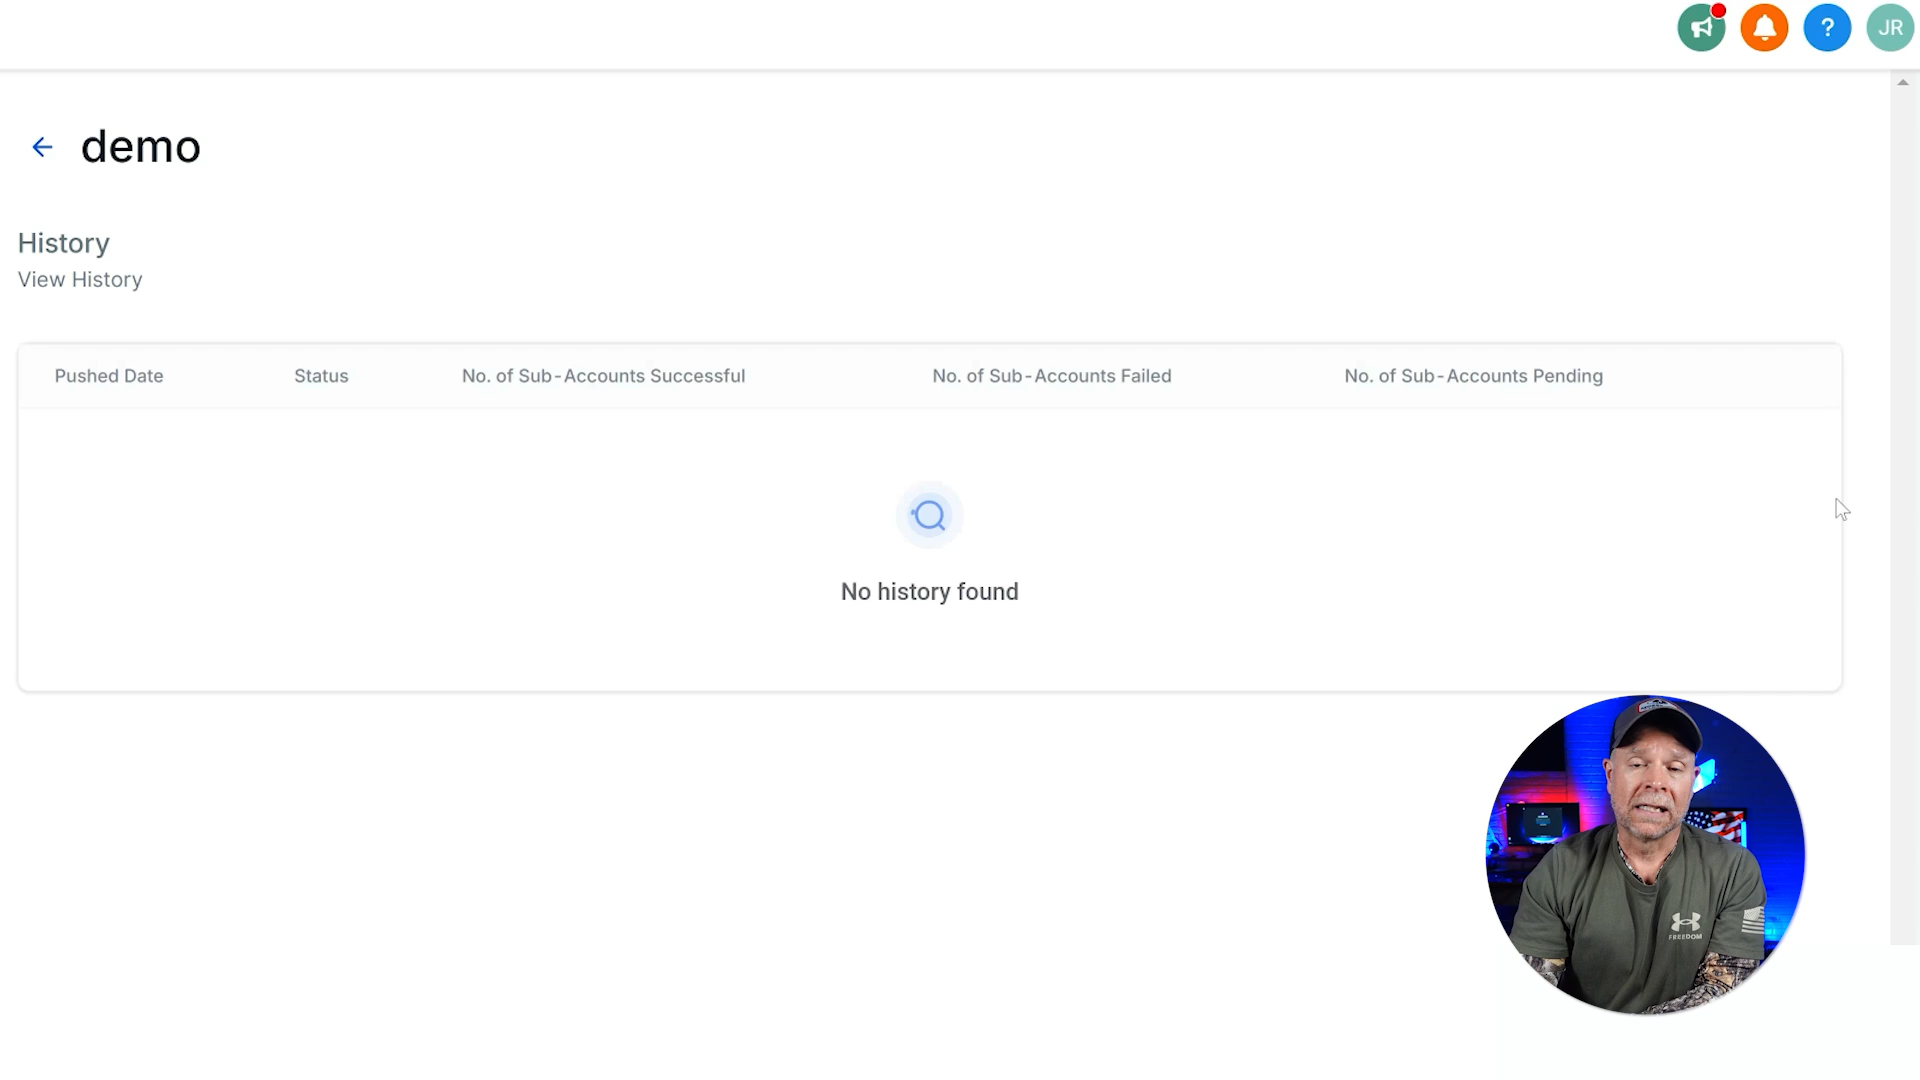 ?
JR
demo
History
View History
Pushed Date Status No. of Sub-Accounts Successful No. of Sub-Accounts Failed No. of Sub-Accounts Pending
No history found
FREEDOM